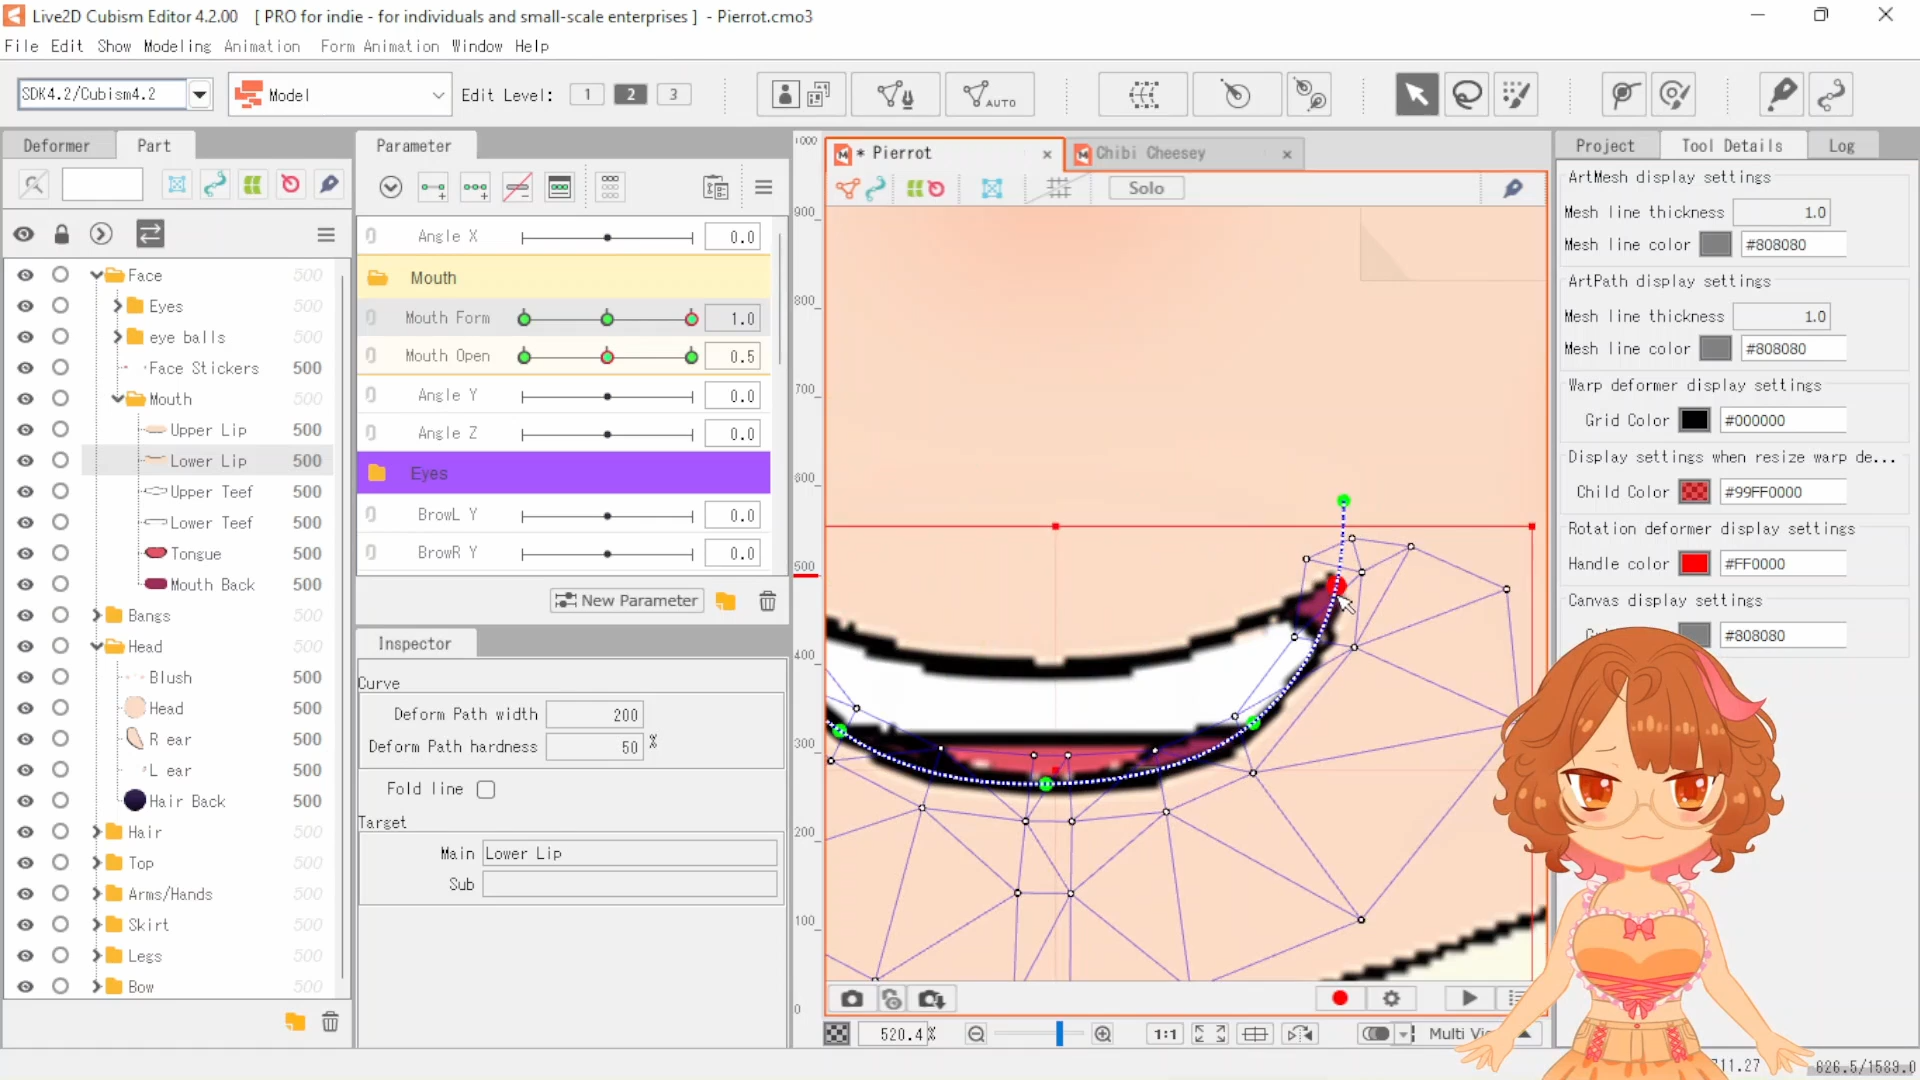 Live2D Cubism Editor 4.2.00 [ PRO for indie - for individuals and small-scale enterprises ] - Pierrot.cmo3
File Edit Show Modeling Animation Form Animation Window Help
SDK4.2/Cubism4.2
Model
Edit Level: 1 2 3
AUTO
Deformer
Part
Face 500
Eyes 500
eye balls 500
Face Stickers 500
Mouth 500
Upper Lip 500
Lower Lip 500
Upper Teef 500
Lower Teef 500
Tongue 500
Mouth Back 500
Bangs 500
Head 500
Blush 500
Head 500
R ear 500
L ear 500
Hair Back 500
Hair 500
Top 500
Arms/Hands 500
Skirt 500
Legs 500
Bow 500
Parameter
Angle X 0.0
Mouth
Mouth Form 1.0
Mouth Open 0.5
Angle Y 0.0
Angle Z 0.0
Eyes
BrowL Y 0.0
BrowR Y 0.0
New Parameter
Inspector
Curve
Deform Path width 200
Deform Path hardness 50 %
Fold line
Target
Main Lower Lip
Sub
* Pierrot
Chibi Cheesey
Solo
1000
900
800
700
600
500
400
300
200
100
0
520.4%
1:1
Multi Vi
Project
Tool Details
Log
ArtMesh display settings
Mesh line thickness 1.0
Mesh line color #808080
ArtPath display settings
Mesh line thickness 1.0
Mesh line color #808080
Warp deformer display settings
Grid Color #000000
Display settings when resize warp de...
Child Color #99FF0000
Rotation deformer display settings
Handle color #FF0000
Canvas display settings
#808080
11.27
626.5/1589.0